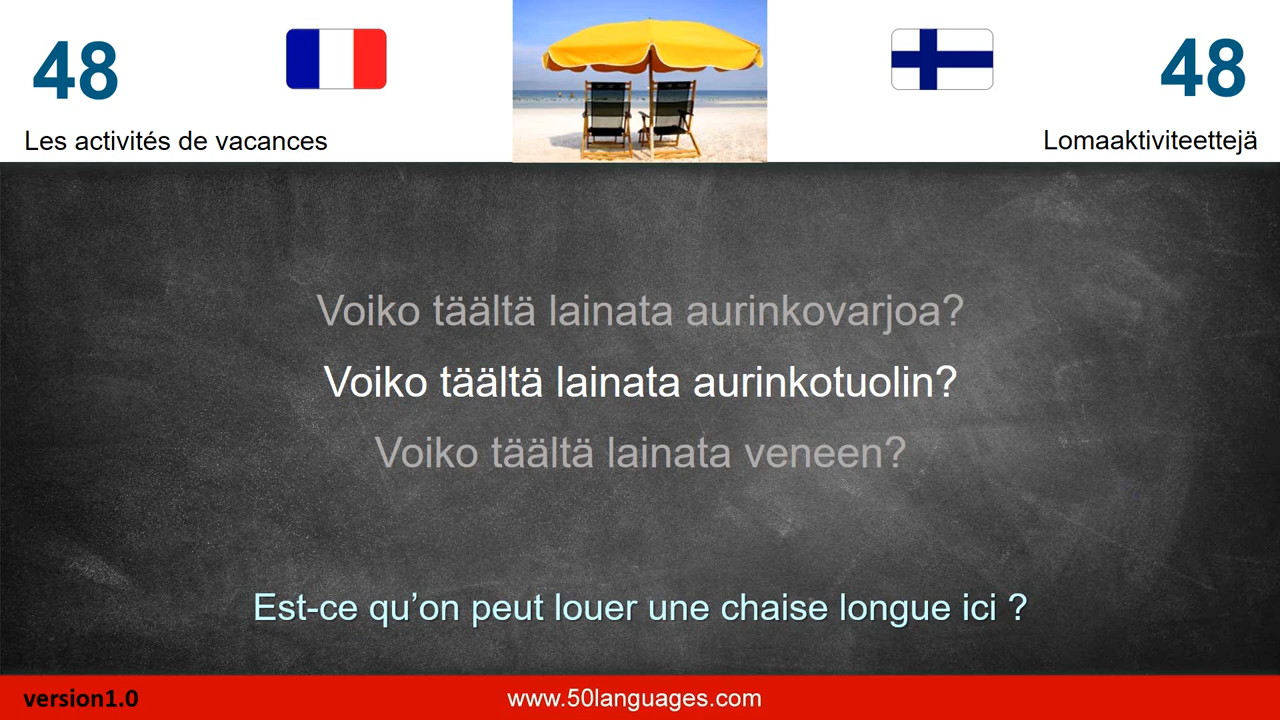 48
48
Les activités de vacances
Lomaaktiviteettejä
Voiko täältä lainata aurinkovarjoa?
Voiko täältä lainata aurinkotuolin?
Voiko täältä lainata veneen?
Est-ce qu’on peut louer une chaise longue ici ?
version1.0
www.50languages.com